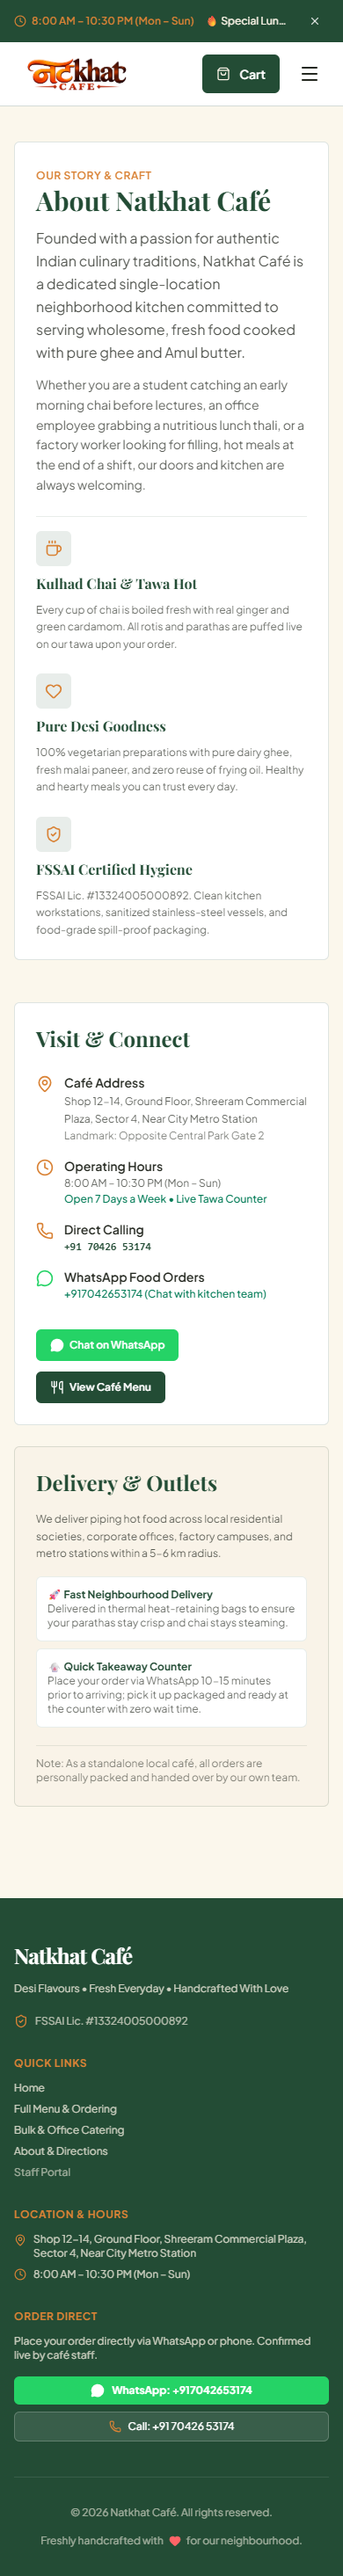 8:00 AM – 10:30 PM (Mon – Sun) 🔥 Special Lun...
नटkhat
CAFE
Cart
OUR STORY & CRAFT
About Natkhat Café
Founded with a passion for authentic
Indian culinary traditions, Natkhat Café is
a dedicated single-location
neighborhood kitchen committed to
serving wholesome, fresh food cooked
with pure ghee and Amul butter.
Whether you are a student catching an early
morning chai before lectures, an office
employee grabbing a nutritious lunch thali, or a
factory worker looking for filling, hot meals at
the end of a shift, our doors and kitchen are
always welcoming.
Kulhad Chai & Tawa Hot
Every cup of chai is boiled fresh with real ginger and
green cardamom. All rotis and parathas are puffed live
on our tawa upon your order.
Pure Desi Goodness
100% vegetarian preparations with pure dairy ghee,
fresh malai paneer, and zero reuse of frying oil. Healthy
and hearty meals you can trust every day.
FSSAI Certified Hygiene
FSSAI Lic. #13324005000892. Clean kitchen
workstations, sanitized stainless-steel vessels, and
food-grade spill-proof packaging.
Visit & Connect
Café Address
Shop 12-14, Ground Floor, Shreeram Commercial
Plaza, Sector 4, Near City Metro Station
Landmark: Opposite Central Park Gate 2
Operating Hours
8:00 AM – 10:30 PM (Mon – Sun)
Open 7 Days a Week • Live Tawa Counter
Direct Calling
+91 70426 53174
WhatsApp Food Orders
+917042653174 (Chat with kitchen team)
Chat on WhatsApp
View Café Menu
Delivery & Outlets
We deliver piping hot food across local residential
societies, corporate offices, factory campuses, and
metro stations within a 5–6 km radius.
🚀 Fast Neighbourhood Delivery
Delivered in thermal heat-retaining bags to ensure
your parathas stay crisp and chai stays steaming.
Quick Takeaway Counter
Place your order via WhatsApp 10–15 minutes
prior to arriving; pick it up packaged and ready at
the counter with zero wait time.
Note: As a standalone local café, all orders are
personally packed and handed over by our own team.
Natkhat Café
Desi Flavours • Fresh Everyday • Handcrafted With Love
FSSAI Lic. #13324005000892
QUICK LINKS
Home
Full Menu & Ordering
Bulk & Office Catering
About & Directions
Staff Portal
LOCATION & HOURS
Shop 12-14, Ground Floor, Shreeram Commercial Plaza,
Sector 4, Near City Metro Station
8:00 AM – 10:30 PM (Mon – Sun)
ORDER DIRECT
Place your order directly via WhatsApp or phone. Confirmed
live by café staff.
WhatsApp: +917042653174
Call: +91 70426 53174
© 2026 Natkhat Café. All rights reserved.
Freshly handcrafted with ❤️ for our neighbourhood.